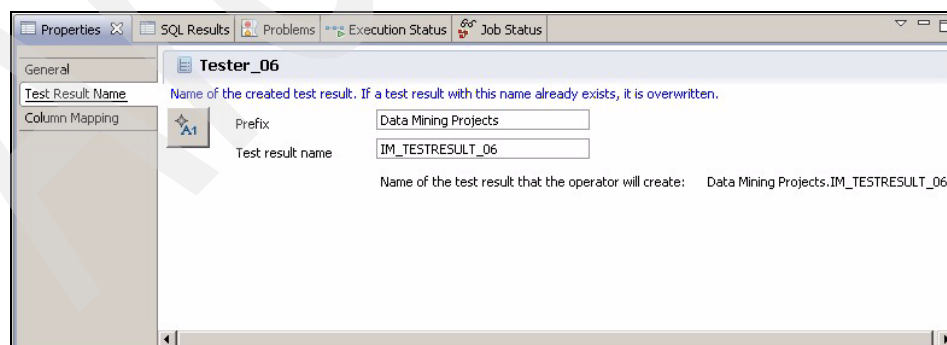 Properties SQL Results Problems Execution Status Job Status
General
Test Result Name
Column Mapping
Tester_06
Name of the created test result. If a test result with this name already exists, it is overwritten.
A1
Prefix Data Mining Projects
Test result name IM_TESTRESULT_06
Name of the test result that the operator will create: Data Mining Projects.IM_TESTRESULT_06